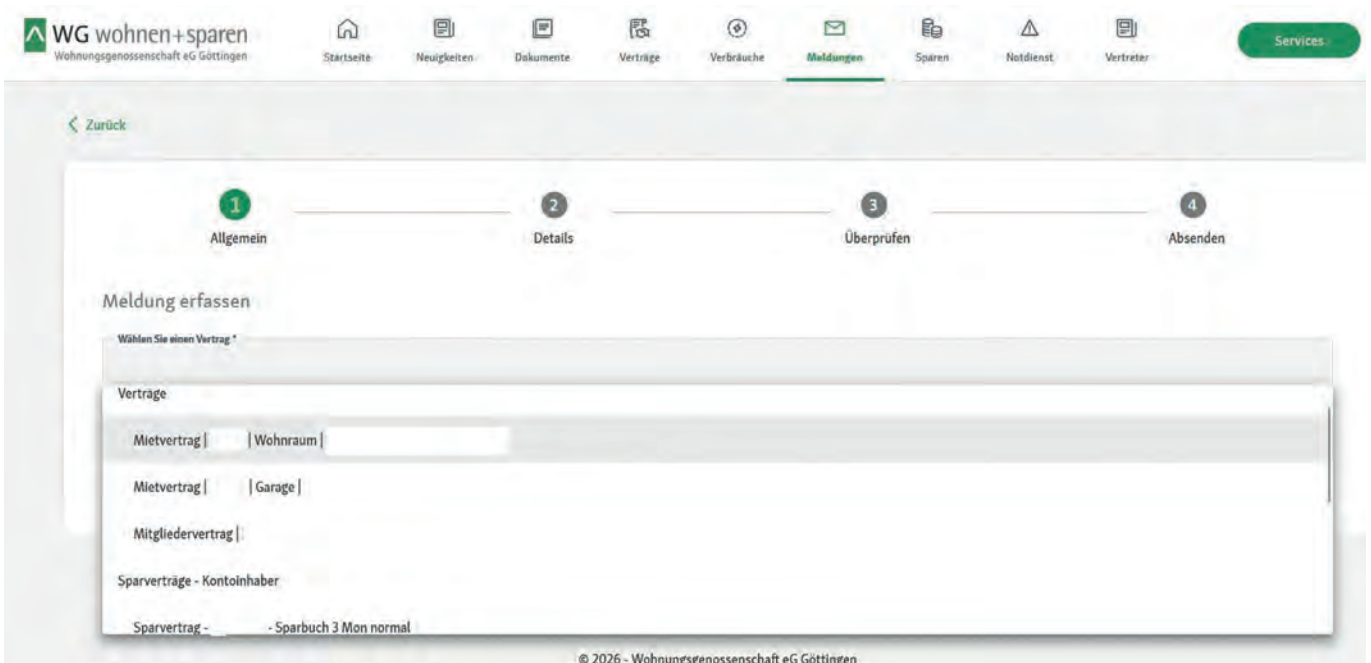 WG wohnen+sparen
Wohnungsgenossenschaft eG Göttingen
Startseite
Neuigkeiten
Dokumente
Verträge
Verbräuche
Meldungen
Sparen
Notdienst
Vertreter
Services
Zurück
1
2
3
4
Allgemein
Details
Überprüfen
Absenden
Meldung erfassen
Wählen Sie einen Vertrag *
Verträge
Mietvertrag | | Wohnraum |
Mietvertrag | | Garage |
Mitgliedervertrag |
Sparverträge - Kontoinhaber
Sparvertrag - - Sparbuch 3 Mon normal
© 2026 - Wohnungsgenossenschaft eG Göttingen